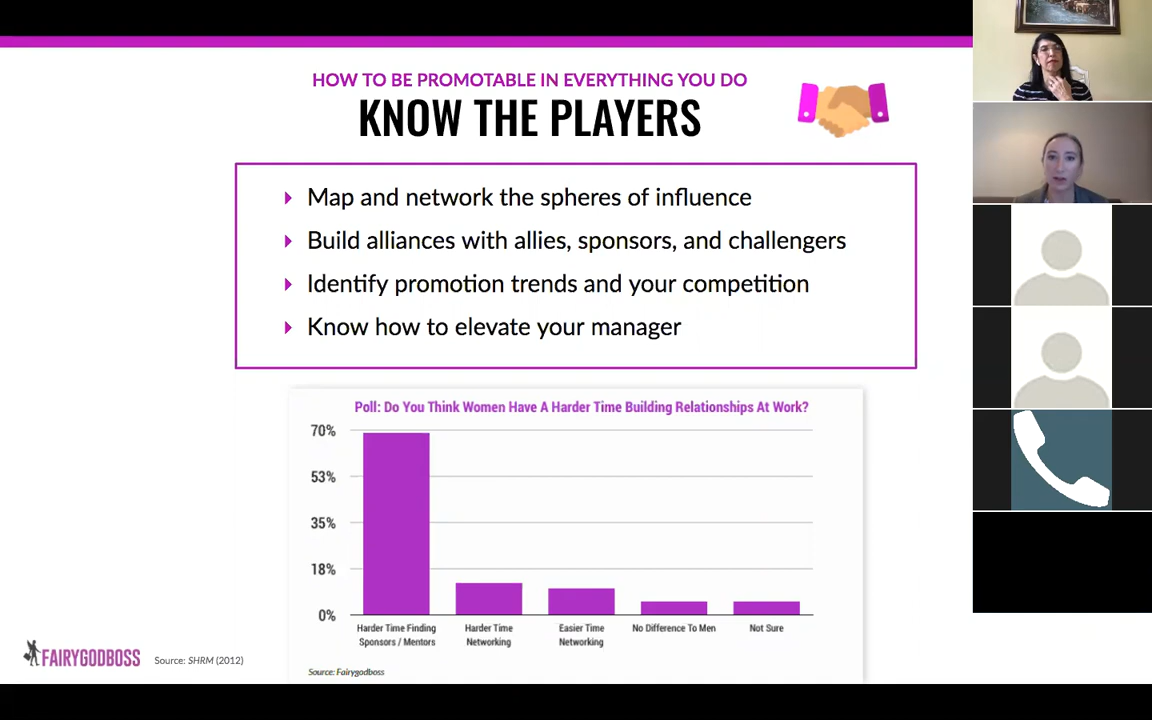 HOW TO BE PROMOTABLE IN EVERYTHING YOU DO
KNOW THE PLAYERS
Map and network the spheres of influence
Build alliances with allies, sponsors, and challengers
Identify promotion trends and your competition
Know how to elevate your manager
Poll: Do You Think Women Have A Harder Time Building Relationships At Work?
70%
53%
35%
18%
0%
Harder Time Finding
Sponsors / Mentors
Harder Time
Networking
Easier Time
Networking
No Difference To Men
Not Sure
Source: Fairygodboss
FAIRYGODBOSS
Source: SHRM (2012)